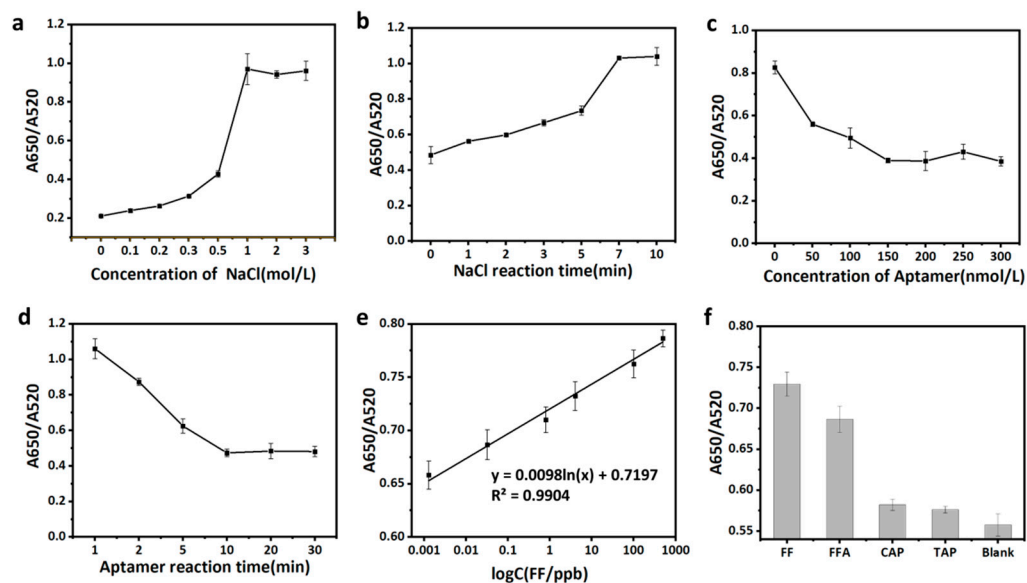 a
1.2
1.0
0.8
0.6
0.4
0.2
A650/A520
0 0.1 0.2 0.3 0.5 1 2 3
Concentration of NaCl(mol/L)
b
1.2
1.0
0.8
0.6
0.4
0.2
0.0
A650/A520
0 1 2 3 5 7 10
NaCl reaction time(min)
c
1.0
0.8
0.6
0.4
0.2
0.0
A650/A520
0 50 100 150 200 250 300
Concentration of Aptamer(nmol/L)
d
1.2
1.0
0.8
0.6
0.4
0.2
0.0
A650/A520
1 2 5 10 20 30
Aptamer reaction time(min)
e
0.80
0.75
0.70
0.65
0.60
A650/A520
y = 0.0098ln(x) + 0.7197
R² = 0.9904
0.001 0.01 0.1 1 10 100 1000
logC(FF/ppb)
f
0.80
0.75
0.70
0.65
0.60
0.55
A650/A520
FF FFA CAP TAP Blank